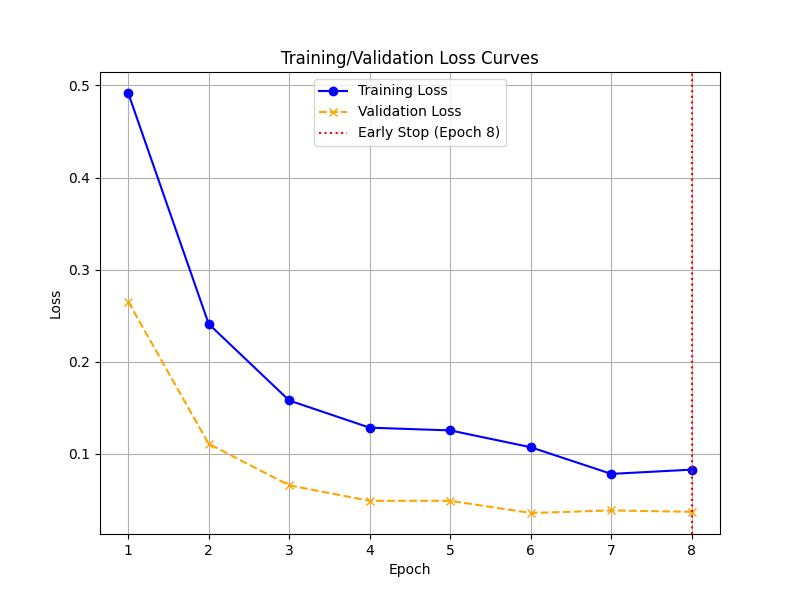 Training/Validation Loss Curves
Training Loss
Validation Loss
Early Stop (Epoch 8)
0.5
0.4
0.3
0.2
0.1
Loss
1 2 3 4 5 6 7 8
Epoch